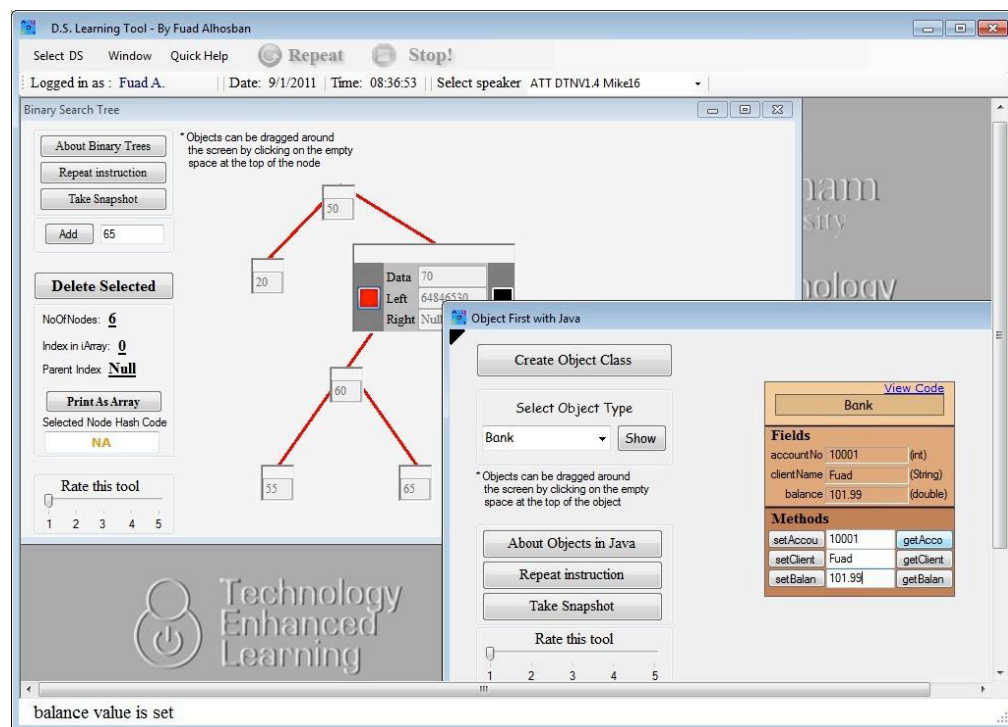 D.S. Learning Tool - By Fuad Alhosban
Select DS Window Quick Help Repeat Stop!
Logged in as : Fuad A. Date: 9/1/2011 Time: 08:36:53 Select speaker ATT DTNV1.4 Mike16
Binary Search Tree
About Binary Trees
Repeat instruction
Take Snapshot
Add 65
* Objects can be dragged around
the screen by clicking on the empty
space at the top of the node
Delete Selected
NoOfNodes: 6
Index in iArray: 0
Parent Index Null
Print As Array
Selected Node Hash Code
NA
Rate this tool
1 2 3 4 5
50
20
Data 70
Left 64846530
Right Null
60
55
65
Object First with Java
Create Object Class
Select Object Type
Bank Show
* Objects can be dragged around
the screen by clicking on the empty
space at the top of the object
About Objects in Java
Repeat instruction
Take Snapshot
Rate this tool
1 2 3 4 5
View Code
Bank
Fields
accountNo 10001 (int)
clientName Fuad (String)
balance 101.99 (double)
Methods
setAccou 10001 getAcco
setClient Fuad getClient
setBalan 101.99 getBalan
Technology
Enhanced
Learning
balance value is set